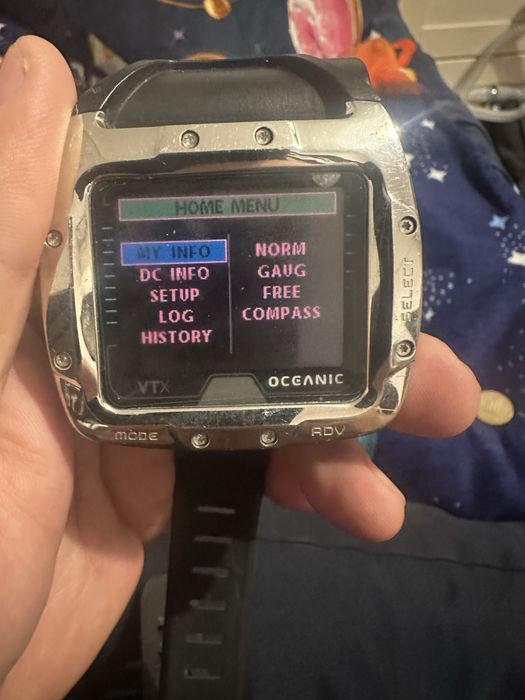 HOME MENU
MY INFO
DC INFO
SETUP
LOG
HISTORY
NORM
GAUG
FREE
COMPASS
VTX
OCEANIC
SELECT
MODE
ADV